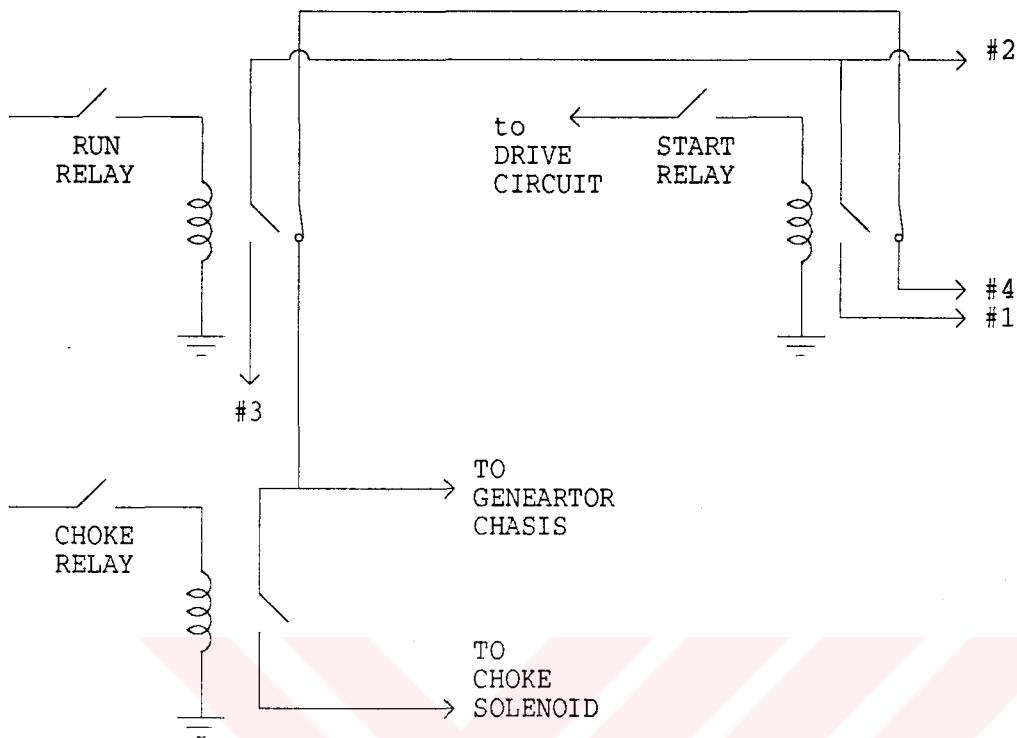 #2
RUN
RELAY
to
DRIVE
CIRCUIT
START
RELAY
#4
#1
#3
TO
GENEARTOR
CHASIS
CHOKE
RELAY
TO
CHOKE
SOLENOID